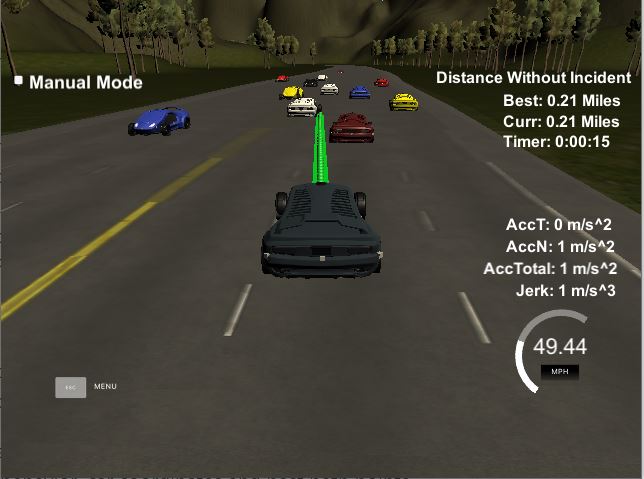 Manual Mode
Distance Without Incident
Best: 0.21 Miles
Curr: 0.21 Miles
Timer: 0:00:15
AccT: 0 m/s^2
AccN: 1 m/s^2
AccTotal: 1 m/s^2
Jerk: 1 m/s^3
49.44
MPH
ESC MENU